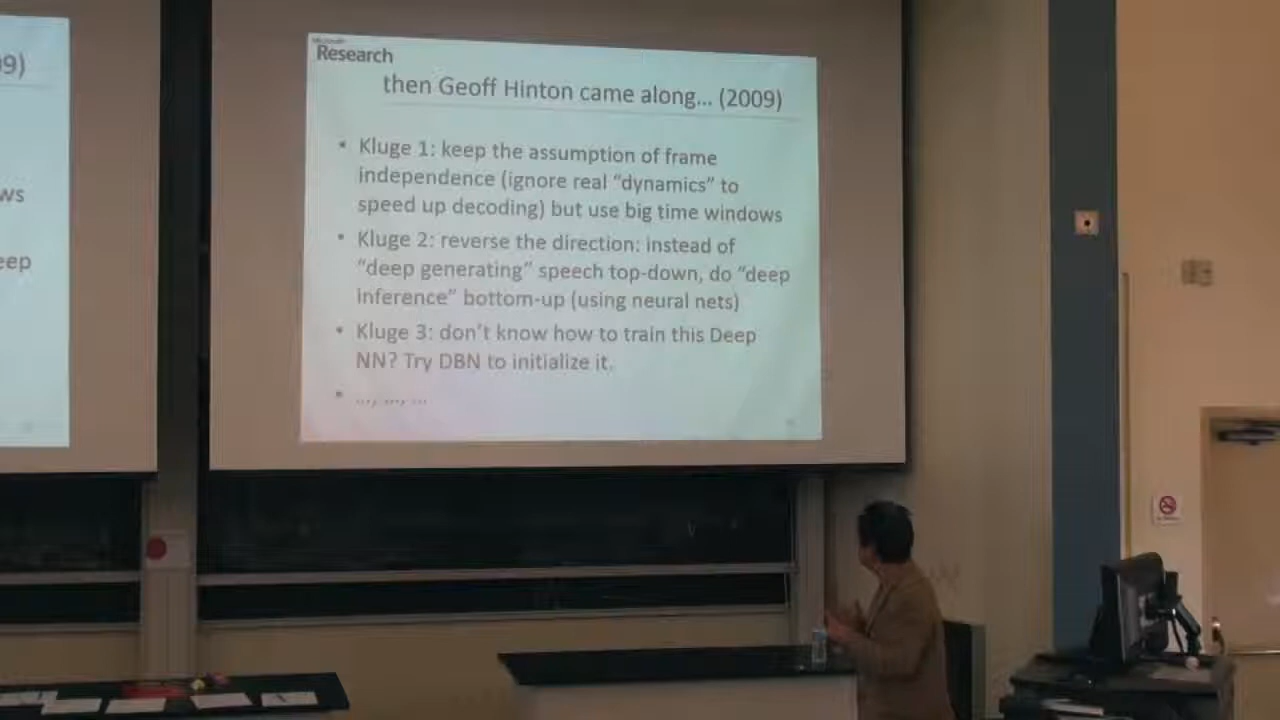 09)
ws
eep
Microsoft
Research
then Geoff Hinton came along... (2009)
• Kluge 1: keep the assumption of frame
independence (ignore real "dynamics" to
speed up decoding) but use big time windows
• Kluge 2: reverse the direction: instead of
"deep generating" speech top-down, do "deep
inference" bottom-up (using neural nets)
• Kluge 3: don't know how to train this Deep
NN? Try DBN to initialize it.